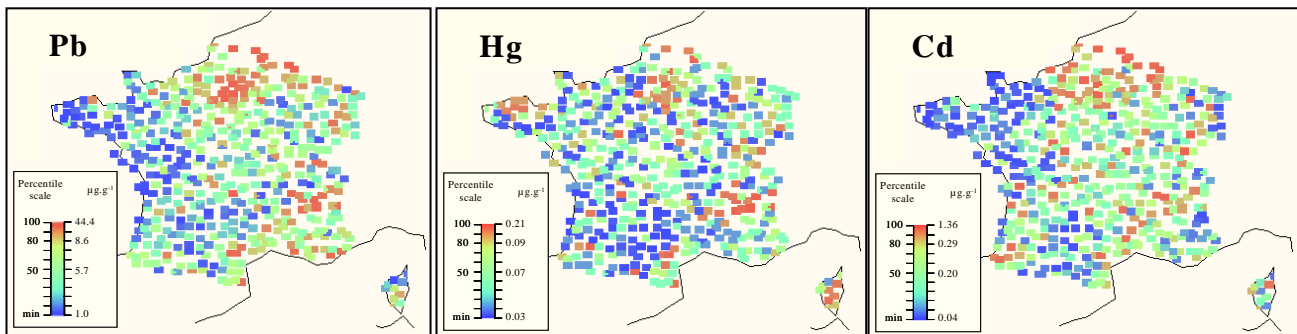 Pb
Percentile scale µg.g⁻¹
100 44.4
80 8.6
50 5.7
min 1.0
Hg
Percentile scale µg.g⁻¹
100 0.21
80 0.09
50 0.07
min 0.03
Cd
Percentile scale µg.g⁻¹
100 1.36
80 0.29
50 0.20
min 0.04